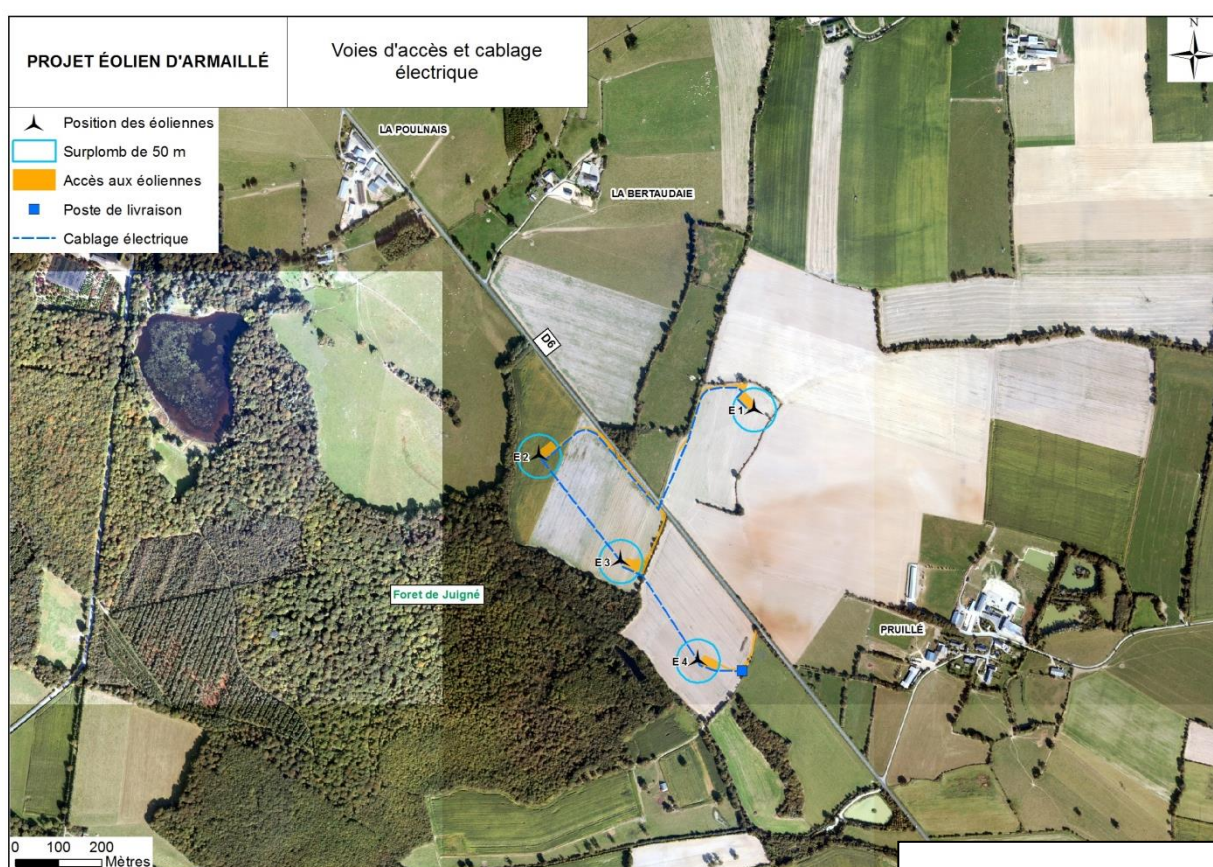 PROJET ÉOLIEN D'ARMAILLÉ
Voies d'accès et cablage
électrique
N
Position des éoliennes
Surplomb de 50 m
Accès aux éoliennes
Poste de livraison
Cablage électrique
LA POULNAIS
LA BERTAUDAIE
D6
E 1
E 2
E 3
Foret de Juigné
PRUILLÉ
E 4
0 100 200
Mètres